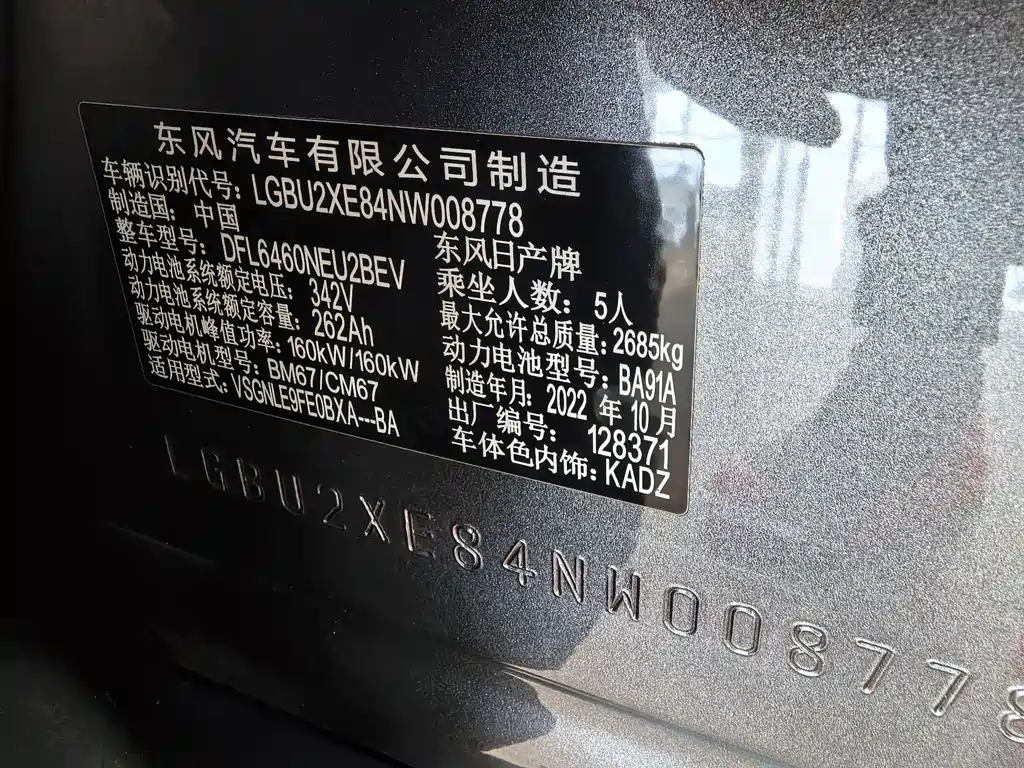 东风汽车有限公司制造
车辆识别代号: LGBU2XE84NW008778
制造国: 中国
东风日产牌
整车型号: DFL6460NEU2BEV
乘坐人数: 5人
动力电池系统额定电压: 342V
最大允许总质量: 2685kg
动力电池系统额定容量: 262Ah
动力电池型号: BA91A
驱动电机峰值功率: 160kW/160kW
制造年月: 2022 年 10 月
驱动电机型号: BM67/CM67
出厂编号: 128371
适用型式: VSGNLE9FE0BXA---BA
车体色内饰: KADZ
LGBU2XE84NW008778